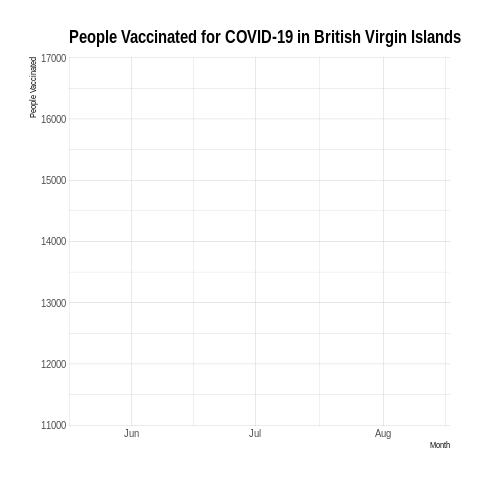 People Vaccinated for COVID-19 in British Virgin Islands
People Vaccinated
17000
16000
15000
14000
13000
12000
11000
Jun Jul Aug
Month